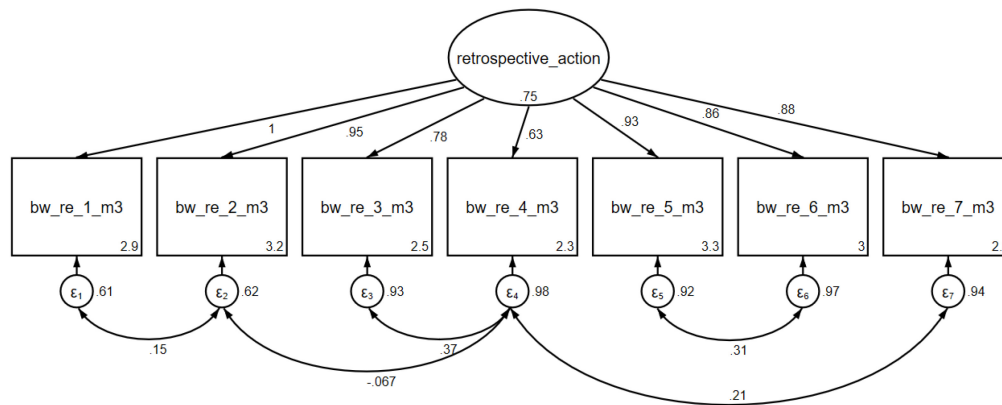 retrospective_action
.75
1
.95
.78
.63
.93
.86
.88
bw_re_1_m3
2.9
bw_re_2_m3
3.2
bw_re_3_m3
2.5
bw_re_4_m3
2.3
bw_re_5_m3
3.3
bw_re_6_m3
3
bw_re_7_m3
2.
ε1 .61
ε2 .62
ε3 .93
ε4 .98
ε5 .92
ε6 .97
ε7 .94
.15
.37
.31
-.067
.21